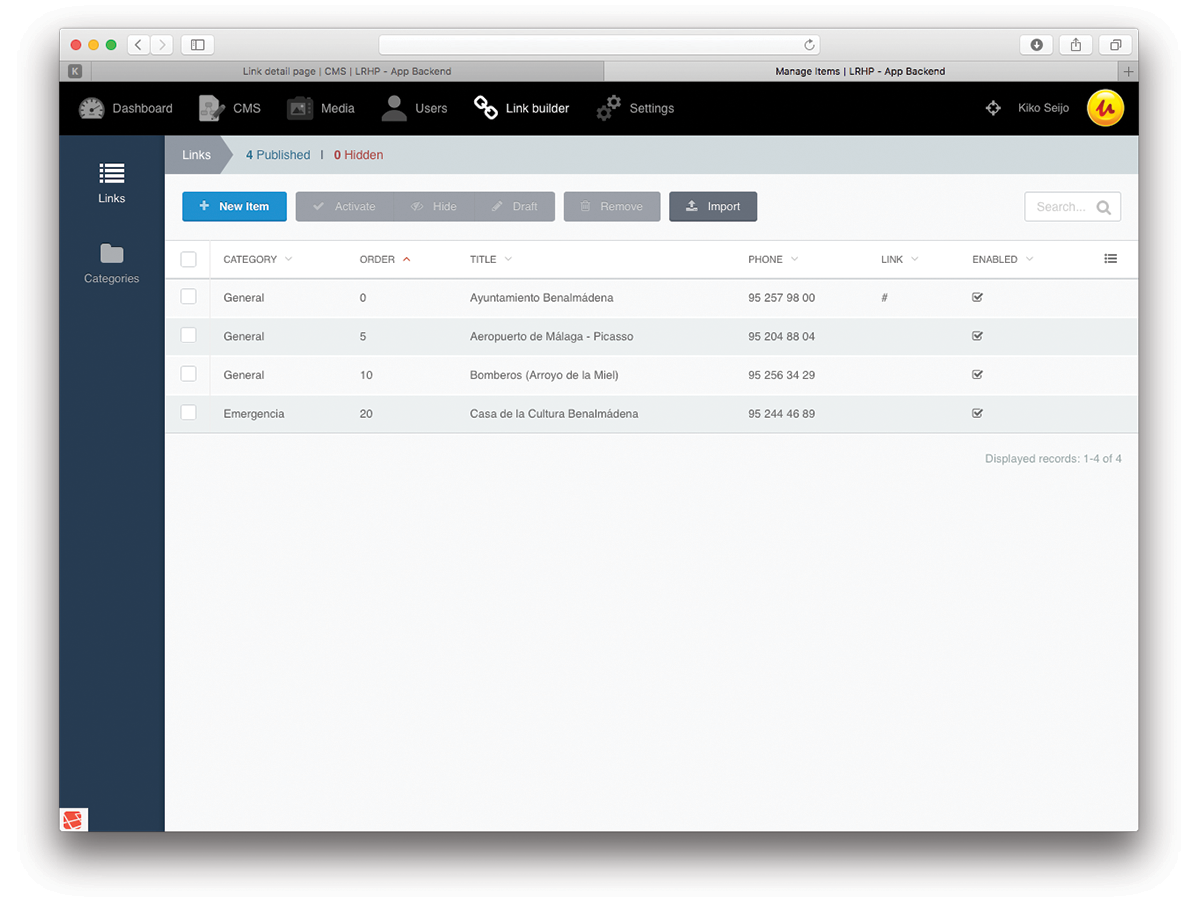 K
Link detail page | CMS | LRHP - App Backend
Manage Items | LRHP - App Backend
Dashboard
CMS
Media
Users
Link builder
Settings
Kiko Seijo
Links
Categories
Links
4 Published | 0 Hidden
New Item
Activate
Hide
Draft
Remove
Import
Search...
CATEGORY ORDER TITLE PHONE LINK ENABLED
General 0 Ayuntamiento Benalmádena 95 257 98 00 #
General 5 Aeropuerto de Málaga - Picasso 95 204 88 04
General 10 Bomberos (Arroyo de la Miel) 95 256 34 29
Emergencia 20 Casa de la Cultura Benalmádena 95 244 46 89
Displayed records: 1-4 of 4